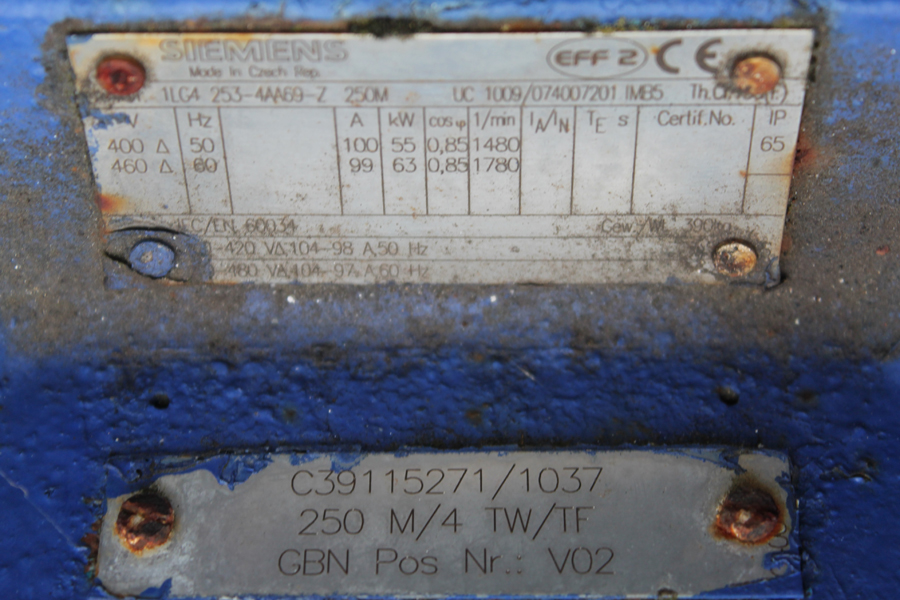 SIEMENS EFF 2 CE
Made in Czech Rep.
1LG4 253-4AA69-Z 250M UC 1009/074007201 IMB5
V Hz A kW cosφ 1/min IA/IN TE s Certif.No. IP
400 Δ 50 100 55 0,85 1480 65
460 Δ 60 99 63 0,85 1780
IEC/EN 60034 Gew./Wt.
-420 VΔ,104-98 A,50 Hz
480 VΔ,104-97 A,60 Hz
C39115271/1037
250 M/4 TW/TF
GBN Pos Nr.: V02